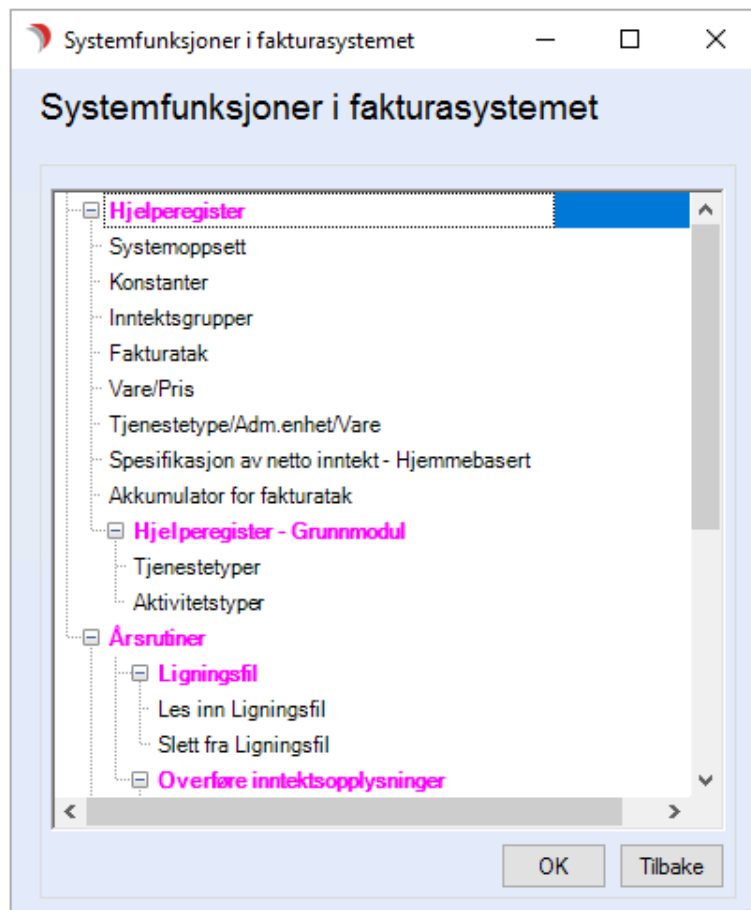 Systemfunksjoner i fakturasystemet
Systemfunksjoner i fakturasystemet
Hjelperegister
Systemoppsett
Konstanter
Inntektsgrupper
Fakturatak
Vare/Pris
Tjenestetype/Adm.enhet/Vare
Spesifikasjon av netto inntekt - Hjemmebasert
Akkumulator for fakturatak
Hjelperegister - Grunnmodul
Tjenestetyper
Aktivitetstyper
Årsrutiner
Ligningsfil
Les inn Ligningsfil
Slett fra Ligningsfil
Overføre inntektsopplysninger
OK Tilbake